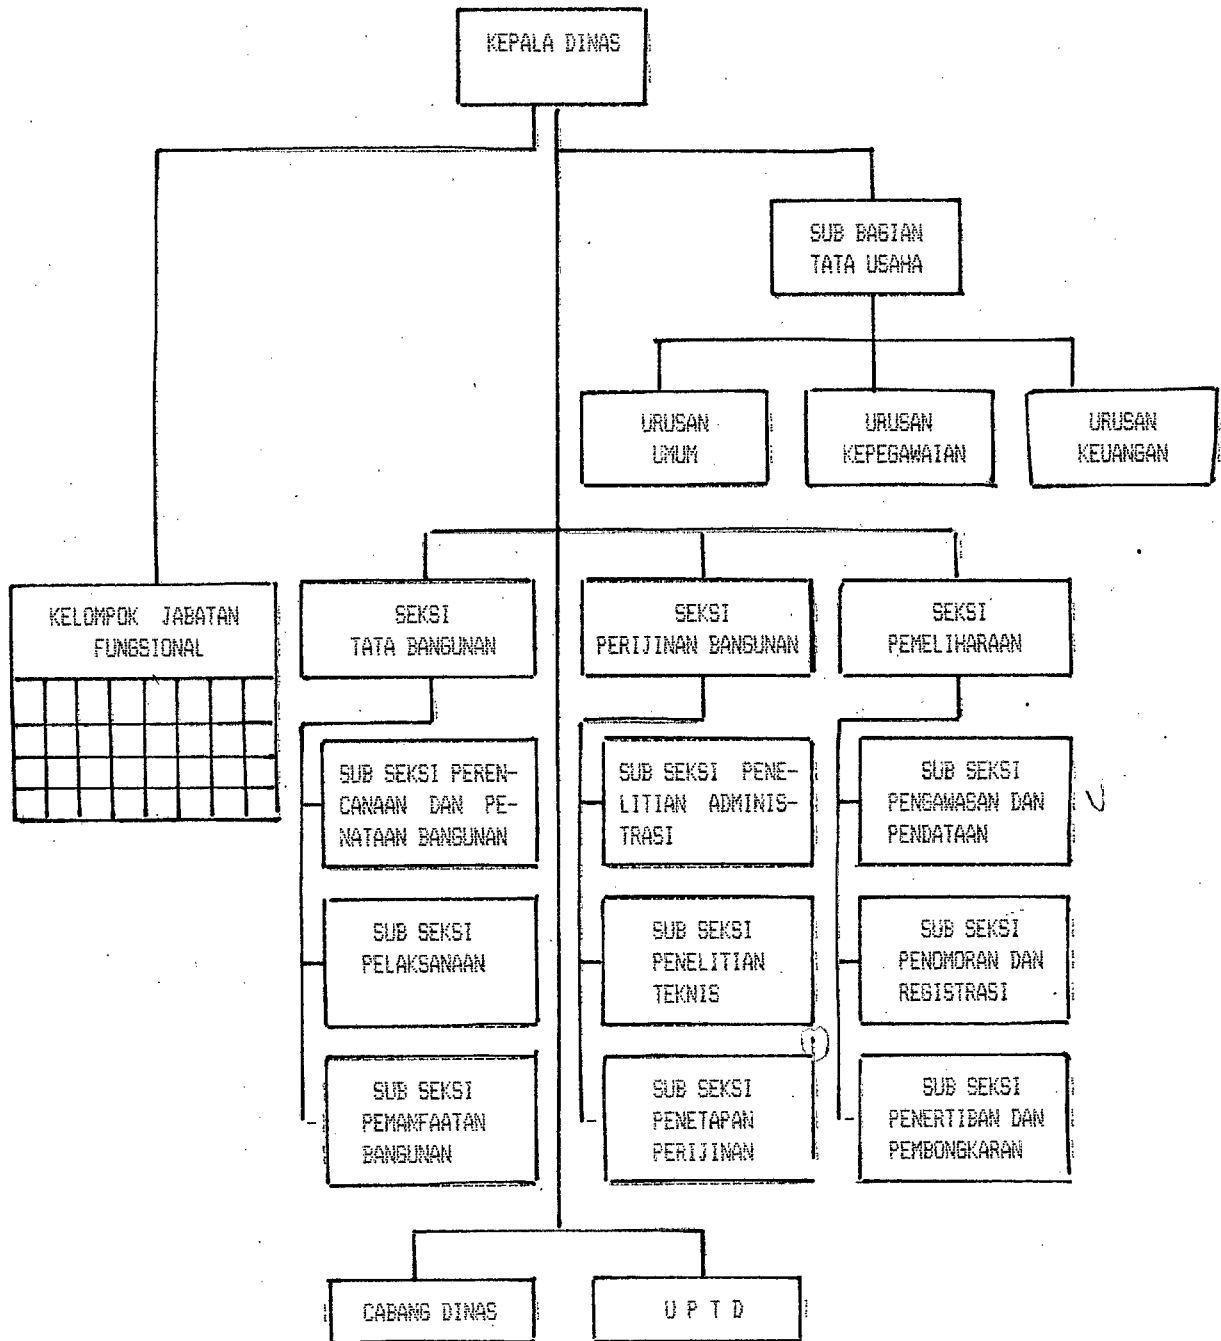 KEPALA DINAS
SUB BAGIAN
TATA USAHA
URUSAN
UMUM
URUSAN
KEPEGAWAIAN
URUSAN
KEUANGAN
KELOMPOK JABATAN
FUNGSIONAL
SEKSI
TATA BANGUNAN
SEKSI
PERIJINAN BANGUNAN
SEKSI
PEMELIHARAAN
SUB SEKSI PEREN-
CANAAN DAN PE-
NATAAN BANGUNAN
SUB SEKSI PENE-
LITIAN ADMINIS-
TRASI
SUB SEKSI
PENGAWASAN DAN
PENDATAAN
SUB SEKSI
PELAKSANAAN
SUB SEKSI
PENELITIAN
TEKNIS
SUB SEKSI
PENOMORAN DAN
REGISTRASI
SUB SEKSI
PEMANFAATAN
BANGUNAN
SUB SEKSI
PENETAPAN
PERIJINAN
SUB SEKSI
PENERTIBAN DAN
PEMBONGKARAN
CABANG DINAS
U P T D